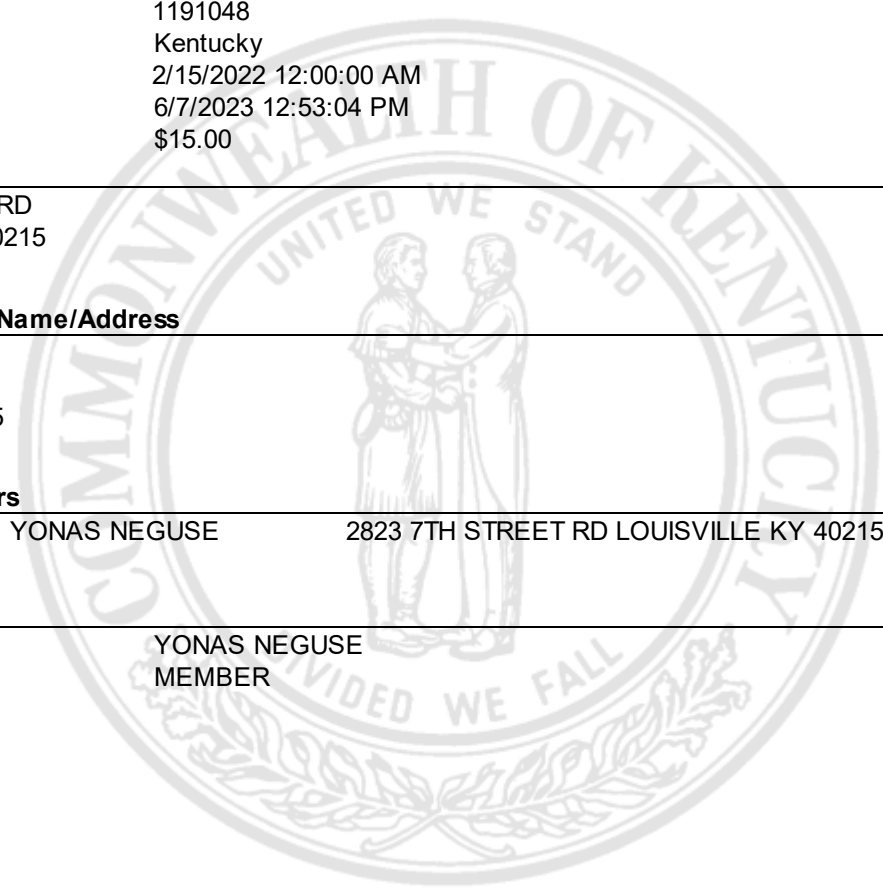 1191048
Kentucky
2/15/2022 12:00:00 AM
6/7/2023 12:53:04 PM
$15.00
RD
0215
Name/Address
5
rs
YONAS NEGUSE 2823 7TH STREET RD LOUISVILLE KY 40215
YONAS NEGUSE
MEMBER
COMMONWEALTH OF KENTUCKY
UNITED WE STAND
DIVIDED WE FALL